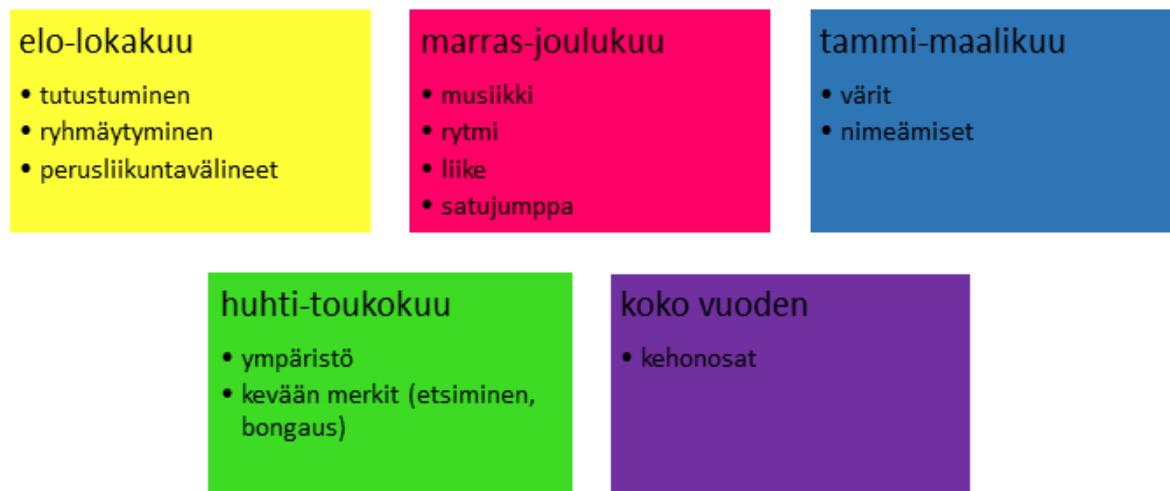 elo-lokakuu
• tutustuminen
• ryhmäytyminen
• perusliikuntavälineet
marras-joulukuu
• musiikki
• rytmi
• liike
• satujumppa
tammi-maalikuu
• värit
• nimeämiset
huhti-toukokuu
• ympäristö
• kevään merkit (etsiminen,
bongaus)
koko vuoden
• kehonosat